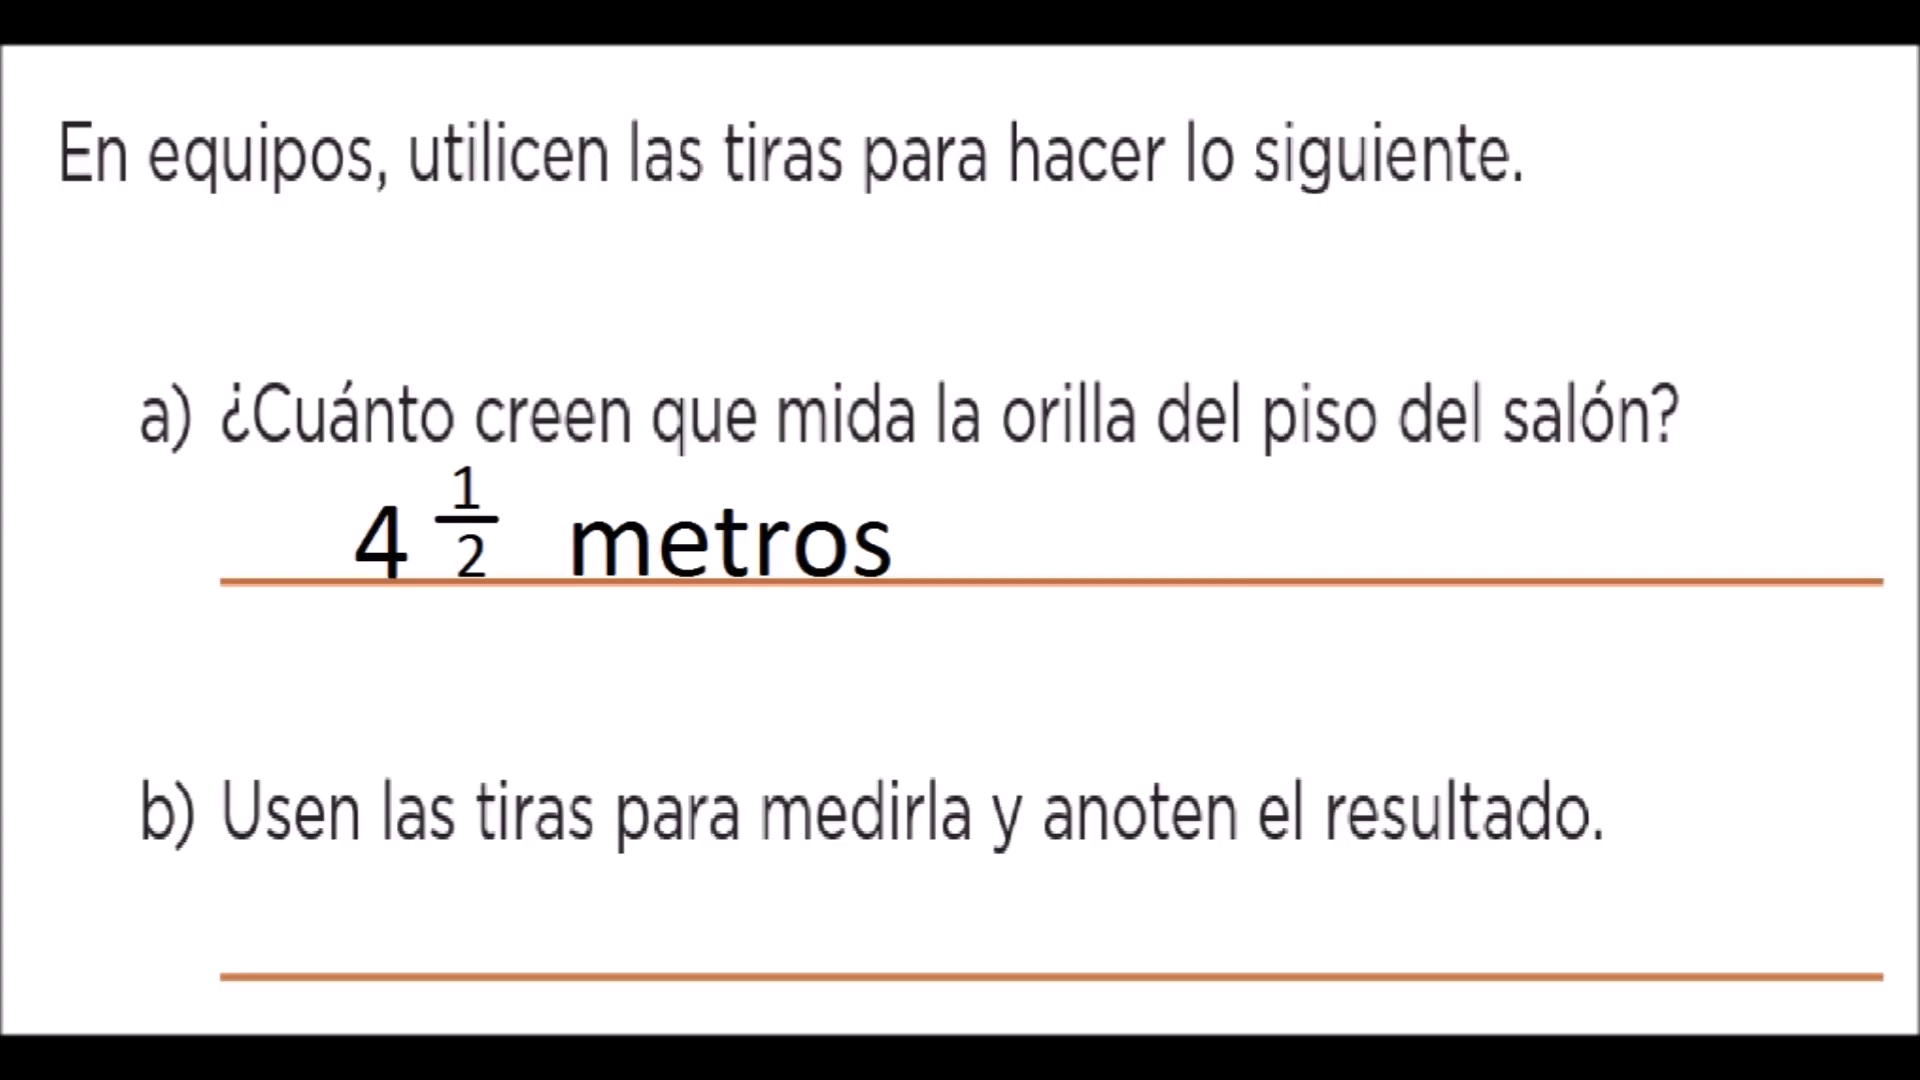 En equipos, utilicen las tiras para hacer lo siguiente.
a) ¿Cuánto creen que mida la orilla del piso del salón?
4 1/2 metros
b) Usen las tiras para medirla y anoten el resultado.